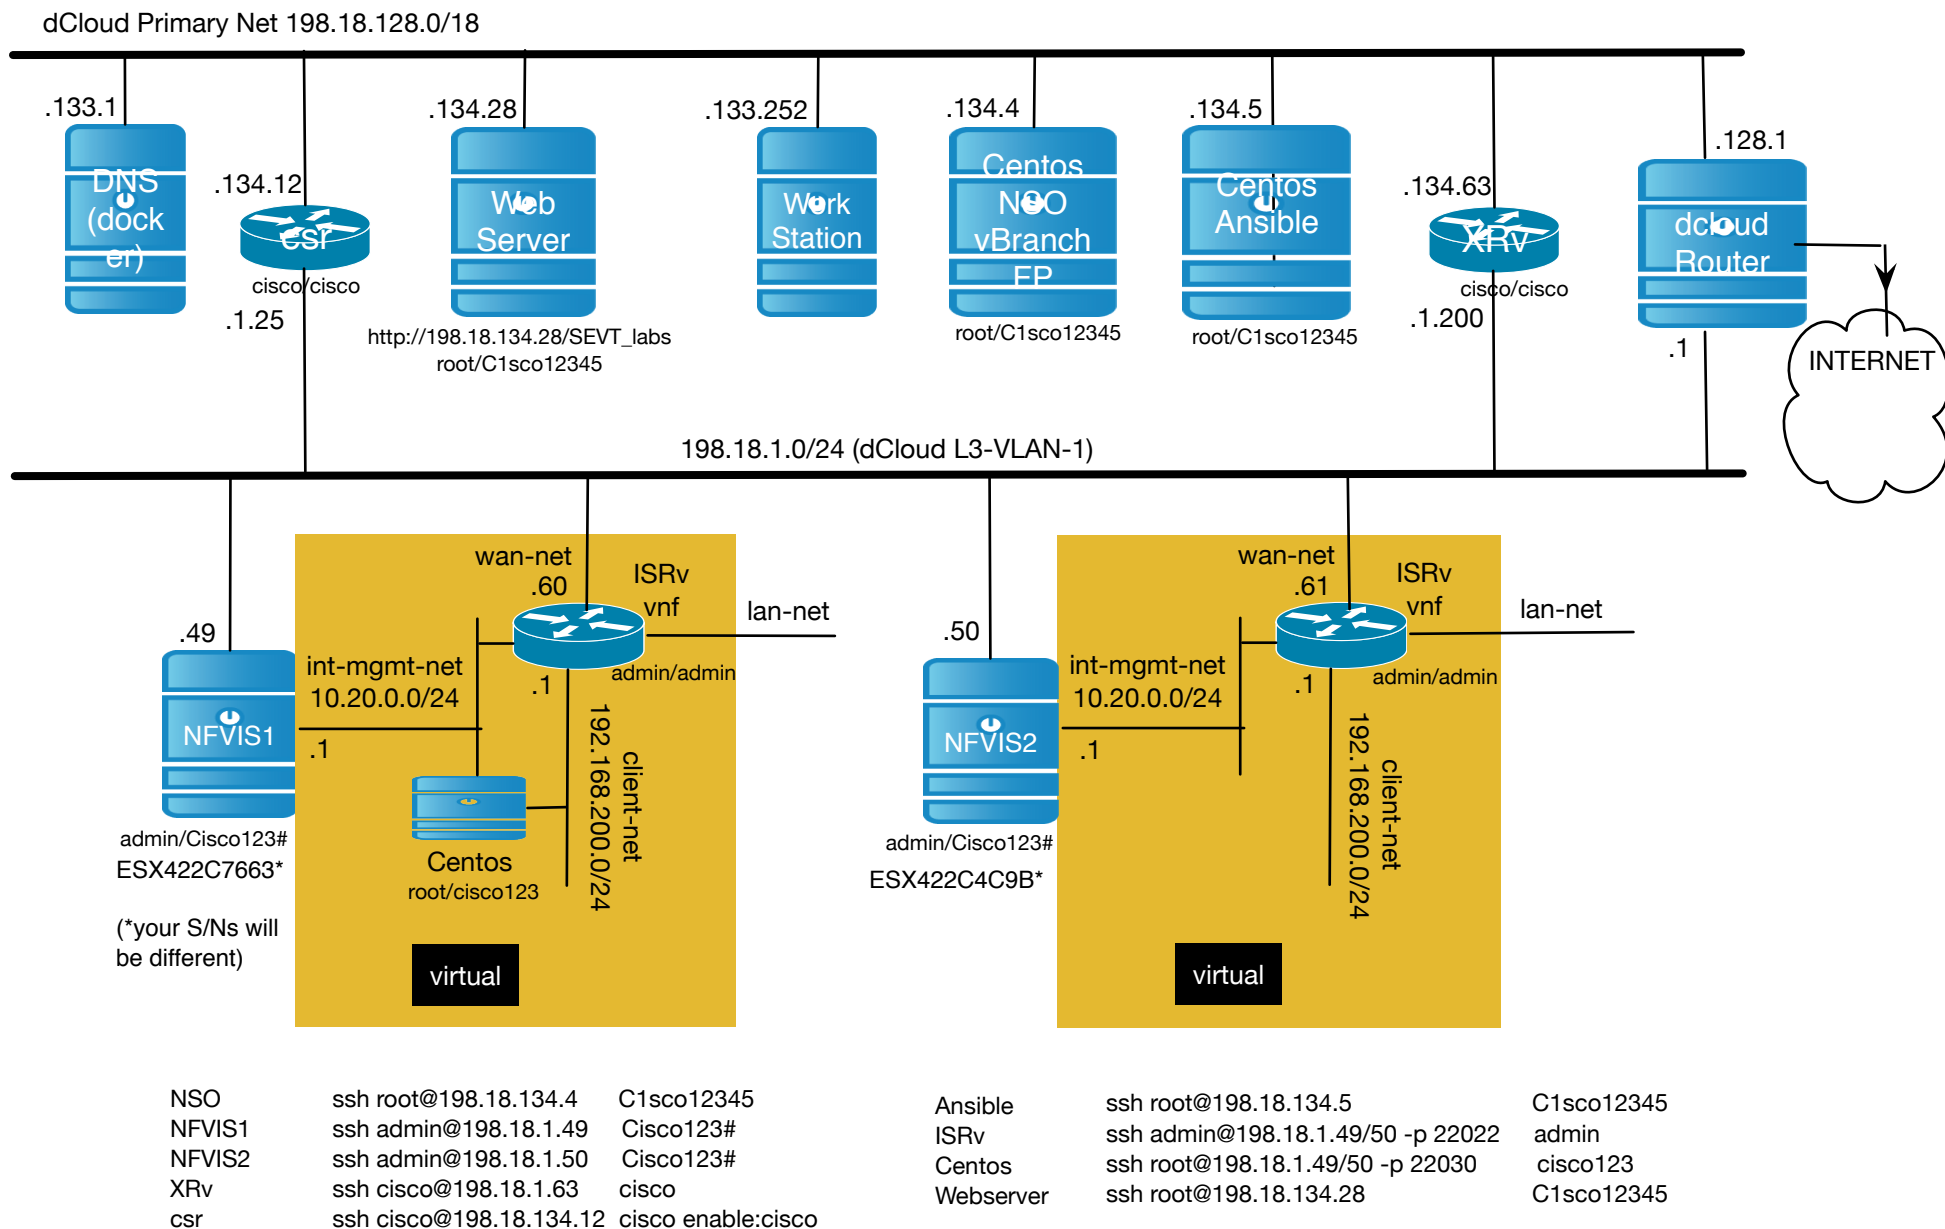 dCloud Primary Net 198.18.128.0/18
.133.1
DNS
(dock
er)
.134.12
csr
cisco/cisco
.1.25
.134.28
Web
Server
http://198.18.134.28/SEVT_labs
root/C1sco12345
.133.252
Work
Station
.134.4
Centos
NSO
vBranch
FP
root/C1sco12345
.134.5
Centos
Ansible
root/C1sco12345
.134.63
XRv
cisco/cisco
.1.200
.128.1
dcloud
Router
.1
INTERNET
198.18.1.0/24 (dCloud L3-VLAN-1)
.49
NFVIS1
admin/Cisco123#
ESX422C7663*
(*your S/Ns will
be different)
int-mgmt-net
10.20.0.0/24
.1
wan-net
.60
ISRv
vnf
lan-net
admin/admin
.1
client-net
192.168.200.0/24
Centos
root/cisco123
virtual
.50
NFVIS2
admin/Cisco123#
ESX422C4C9B*
int-mgmt-net
10.20.0.0/24
.1
wan-net
.61
ISRv
vnf
lan-net
admin/admin
.1
client-net
192.168.200.0/24
virtual
NSO ssh root@198.18.134.4 C1sco12345
NFVIS1 ssh admin@198.18.1.49 Cisco123#
NFVIS2 ssh admin@198.18.1.50 Cisco123#
XRv ssh cisco@198.18.1.63 cisco
csr ssh cisco@198.18.134.12 cisco enable:cisco
Ansible ssh root@198.18.134.5 C1sco12345
ISRv ssh admin@198.18.1.49/50 -p 22022 admin
Centos ssh root@198.18.1.49/50 -p 22030 cisco123
Webserver ssh root@198.18.134.28 C1sco12345